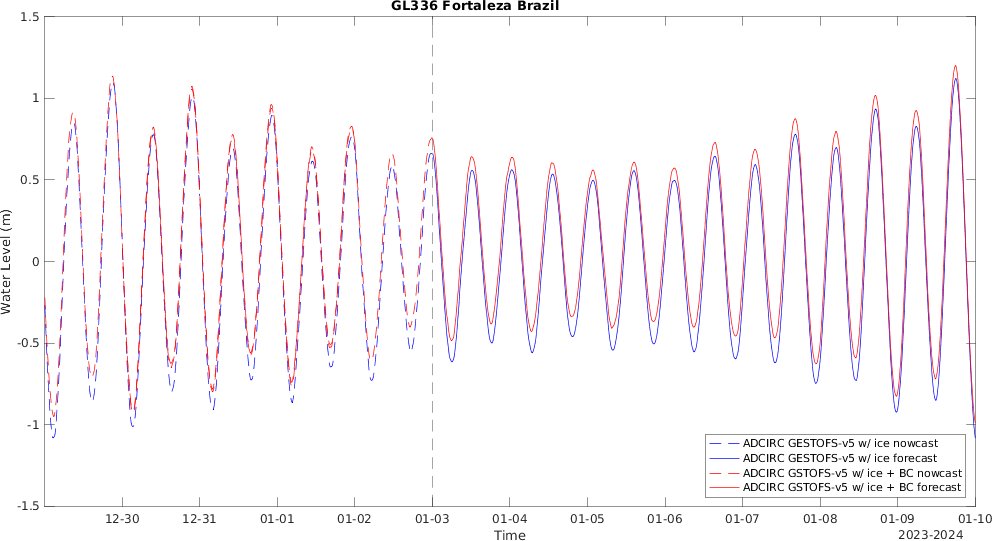 GL336 Fortaleza Brazil
1.5
1
0.5
0
-0.5
-1
-1.5
Water Level (m)
ADCIRC GESTOFS-v5 w/ ice nowcast
ADCIRC GESTOFS-v5 w/ ice forecast
ADCIRC GSTOFS-v5 w/ ice + BC nowcast
ADCIRC GSTOFS-v5 w/ ice + BC forecast
12-30 12-31 01-01 01-02 01-03 01-04 01-05 01-06 01-07 01-08 01-09 01-10
Time
2023-2024